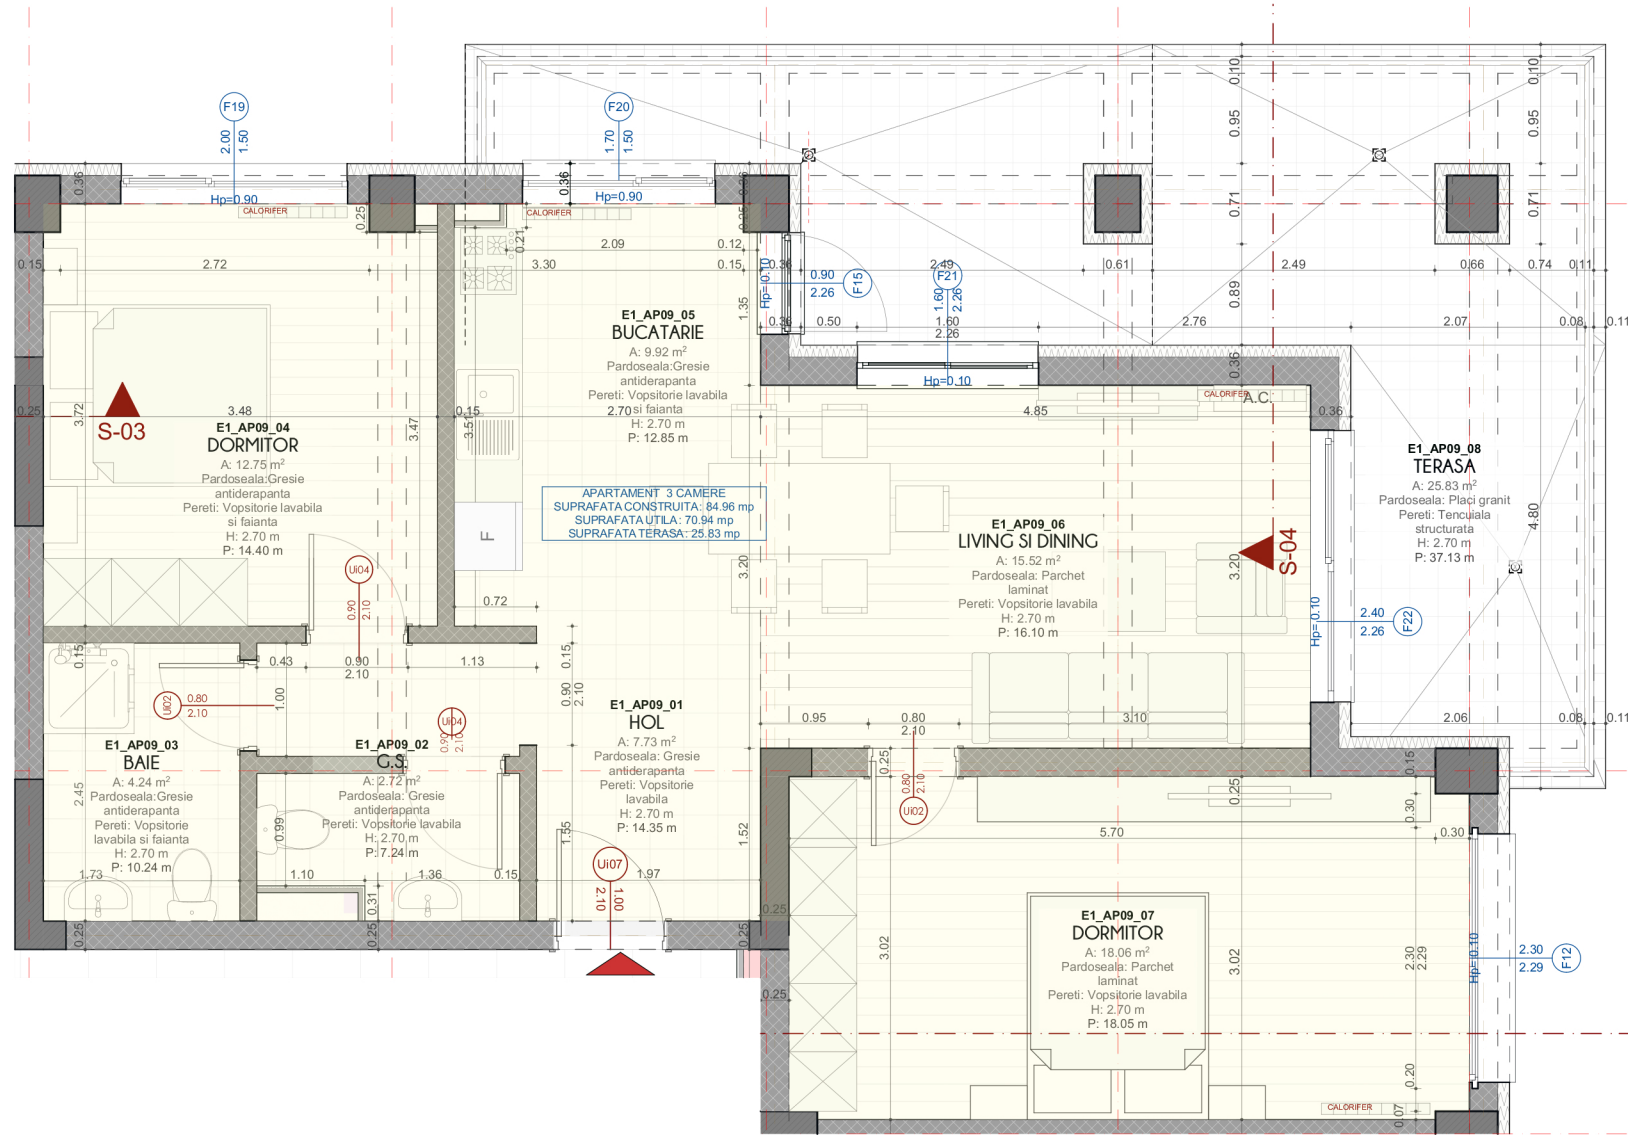 0.10
0.10
F19
F20
2.00
1.50
1.70
1.50
0.95
0.95
0.36
Hp=0.90
CALORIFER
0.25
0.36
Hp=0.90
CALORIFER
0.36
0.25
0.71
0.71
0.21
2.09
0.12
0.15
2.72
3.30
0.15
0.36
2.49
0.61
2.49
0.66
0.74
0.11
Hp=0.10
0.90
2.26
F15
F21
1.60
2.26
0.89
1.35
0.36
0.50
1.60
2.26
2.76
2.07
0.08
0.11
E1_AP09_05
BUCATARIE
A: 9.92 m²
Pardoseala:Gresie
antiderapanta
Pereti: Vopsitorie lavabila
si faianta
H: 2.70 m
P: 12.85 m
Hp=0.10
0.36
CALORIFER
A.C.
0.25
3.72
S-03
3.48
3.47
0.15
3.51
2.70
4.85
0.36
E1_AP09_04
DORMITOR
A: 12.75 m²
Pardoseala:Gresie
antiderapanta
Pereti: Vopsitorie lavabila
si faianta
H: 2.70 m
P: 14.40 m
E1_AP09_08
TERASA
A: 25.83 m²
Pardoseala: Placi granit
Pereti: Tencuiala
structurata
H: 2.70 m
P: 37.13 m
4.80
APARTAMENT 3 CAMERE
SUPRAFATA CONSTRUITA: 84.96 mp
SUPRAFATA UTILA: 70.94 mp
SUPRAFATA TERASA: 25.83 mp
F
E1_AP09_06
LIVING SI DINING
A: 15.52 m²
Pardoseala: Parchet
laminat
Pereti: Vopsitorie lavabila
H: 2.70 m
P: 16.10 m
3.20
3.20
S-04
Ui04
0.90
2.10
0.72
Hp=0.10
2.40
2.26
F22
0.15
0.43
0.90
2.10
1.13
0.15
0.90
2.10
Ui02
0.80
2.10
1.00
Ui04
0.90
2.10
E1_AP09_01
HOL
A: 7.73 m²
Pardoseala: Gresie
antiderapanta
Pereti: Vopsitorie
lavabila
H: 2.70 m
P: 14.35 m
0.95
0.80
2.10
3.10
2.06
0.08
0.11
E1_AP09_03
BAIE
A: 4.24 m²
Pardoseala:Gresie
antiderapanta
Pereti: Vopsitorie
lavabila si faianta
H: 2.70 m
P: 10.24 m
2.45
E1_AP09_02
G.S.
A:2.72 m²
Pardoseala: Gresie
antiderapanta
Pereti: Vopsitorie lavabila
H: 2.70 m
P:7.24 m
0.99
0.25
0.80
2.10
Ui02
0.25
0.15
0.30
5.70
0.30
1.55
1.52
1.73
1.10
1.36
0.15
1.97
0.31
Ui07
1.00
2.10
0.25
0.25
0.25
0.25
E1_AP09_07
DORMITOR
A: 18.06 m²
Pardoseala: Parchet
laminat
Pereti: Vopsitorie lavabila
H: 2.70 m
P: 18.05 m
3.02
3.02
2.30
2.29
Hp=0.10
2.30
2.29
F12
0.25
0.20
CALORIFER
0.07